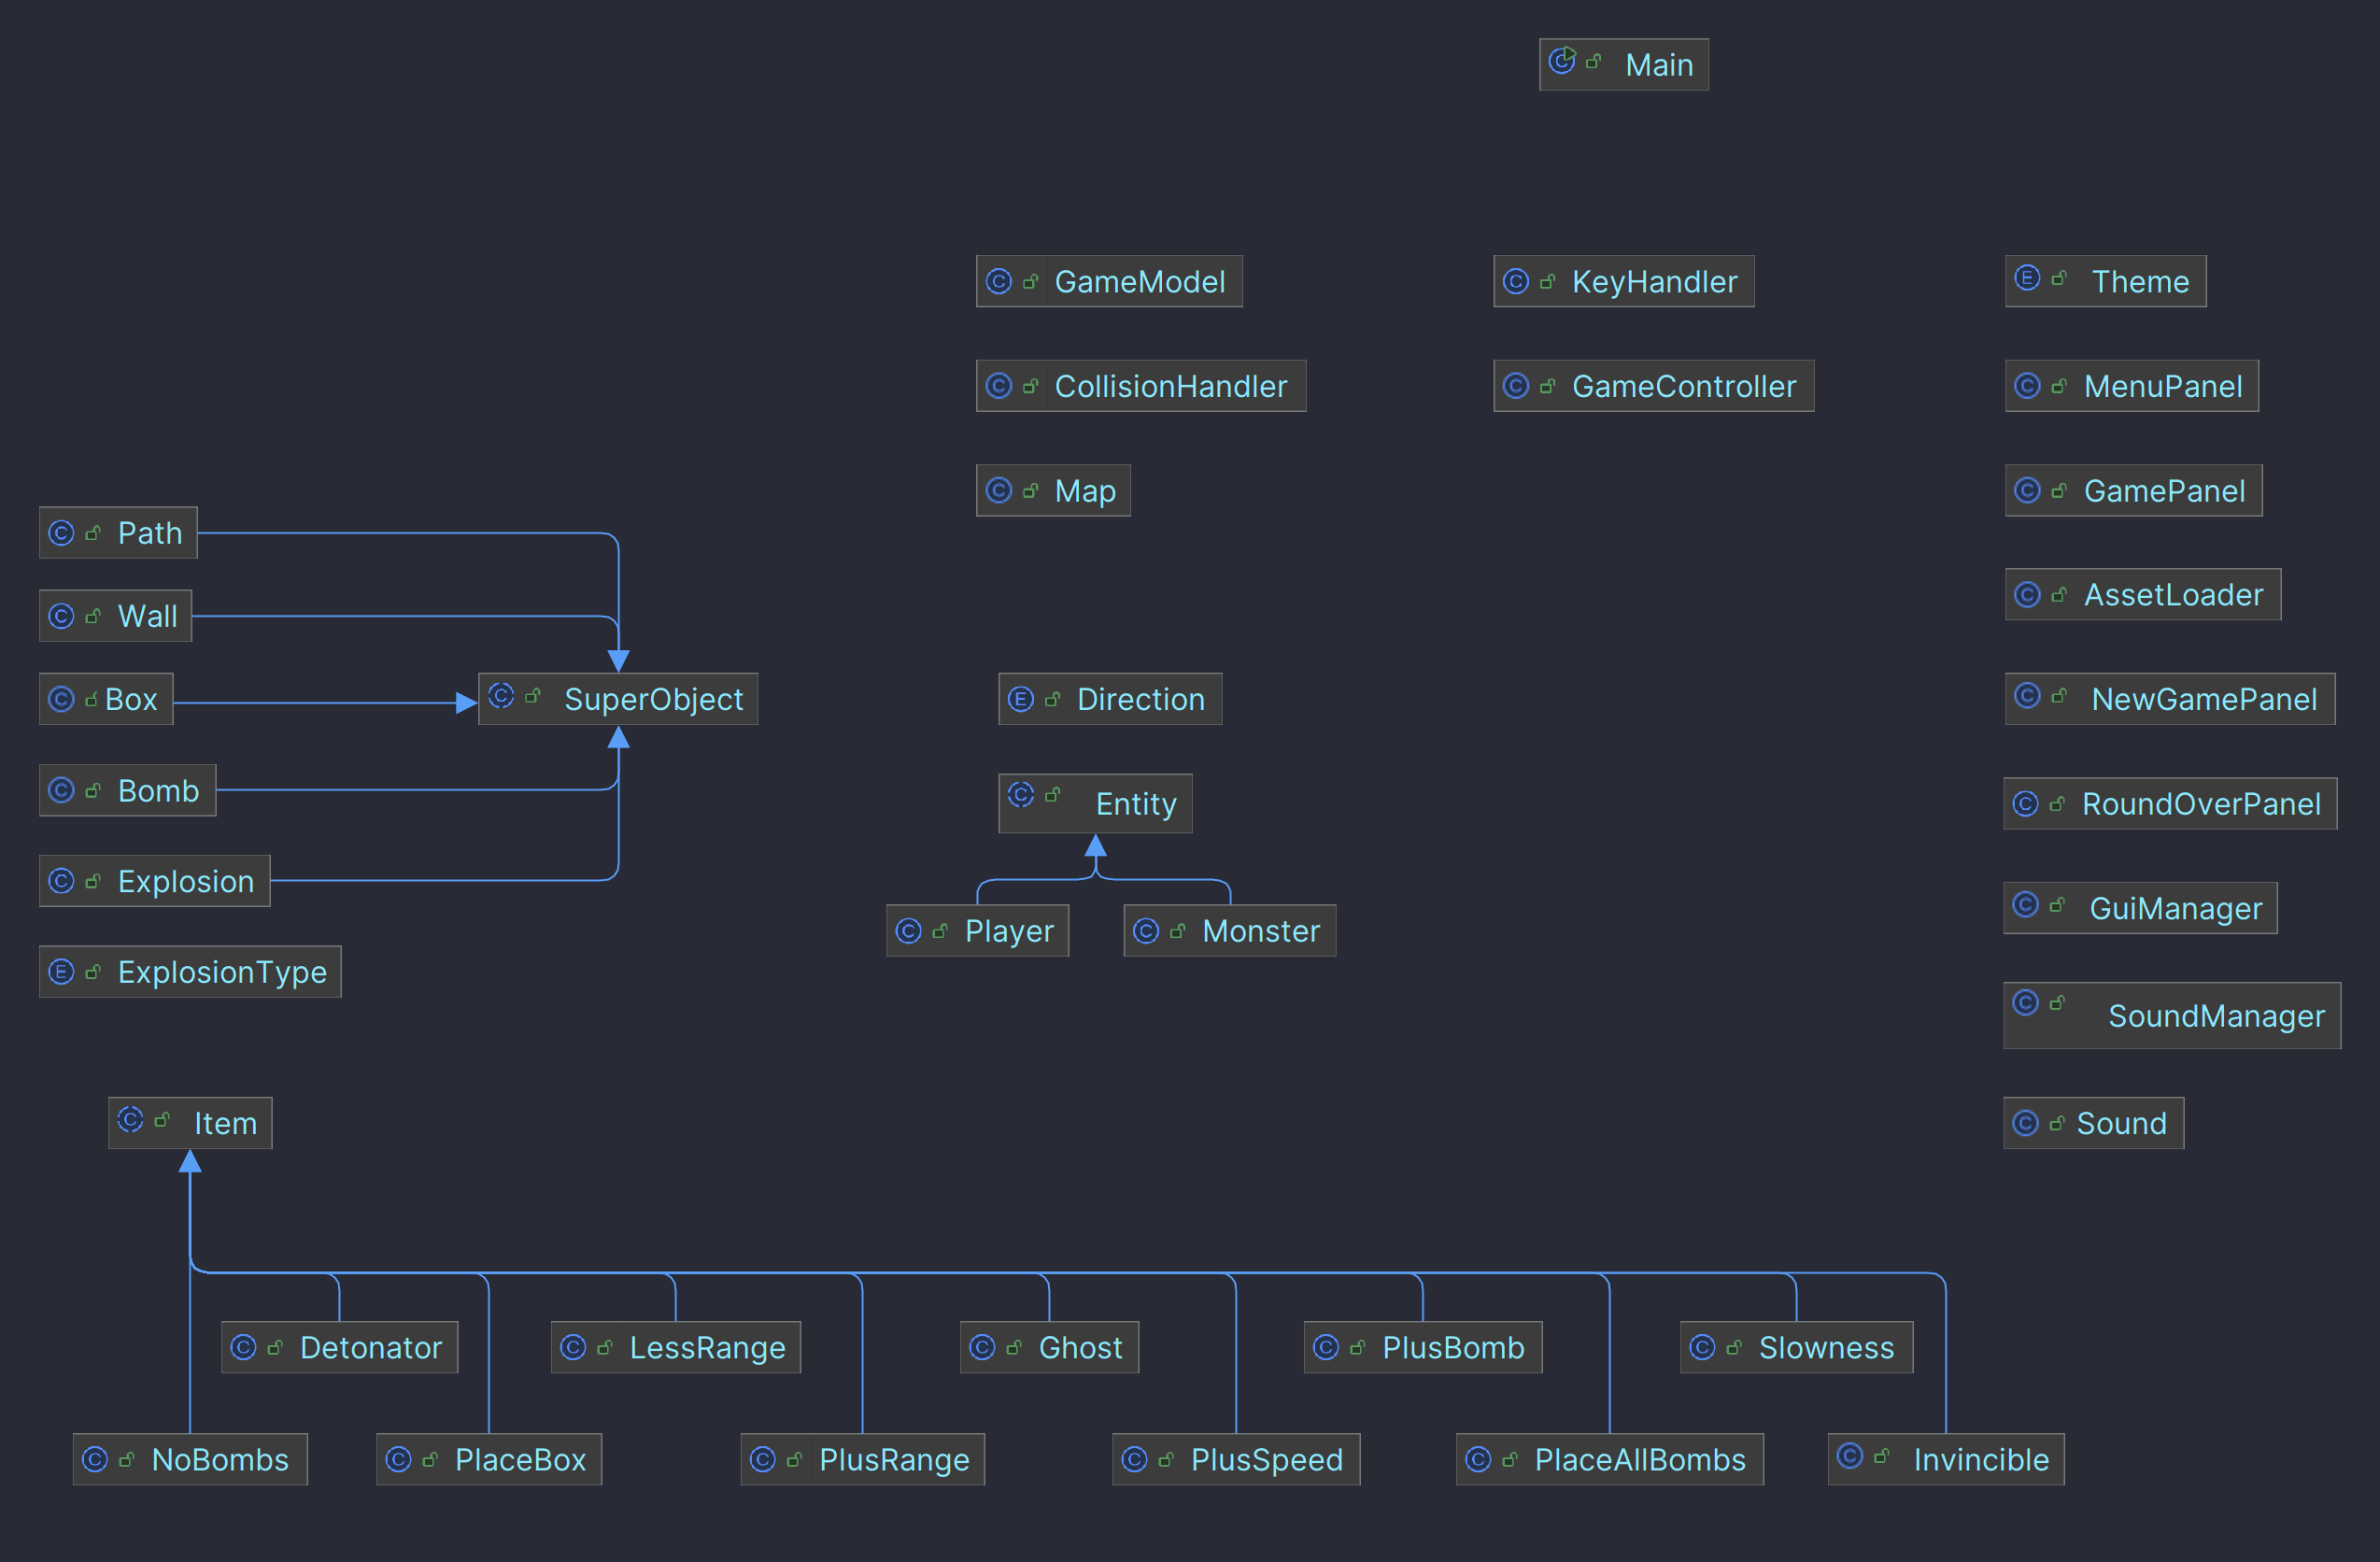 Main
GameModel
KeyHandler
Theme
CollisionHandler
GameController
MenuPanel
Map
GamePanel
Path
AssetLoader
Wall
Box
SuperObject
Direction
NewGamePanel
Bomb
Entity
RoundOverPanel
Explosion
Player
Monster
GuiManager
ExplosionType
SoundManager
Item
Sound
Detonator
LessRange
Ghost
PlusBomb
Slowness
NoBombs
PlaceBox
PlusRange
PlusSpeed
PlaceAllBombs
Invincible